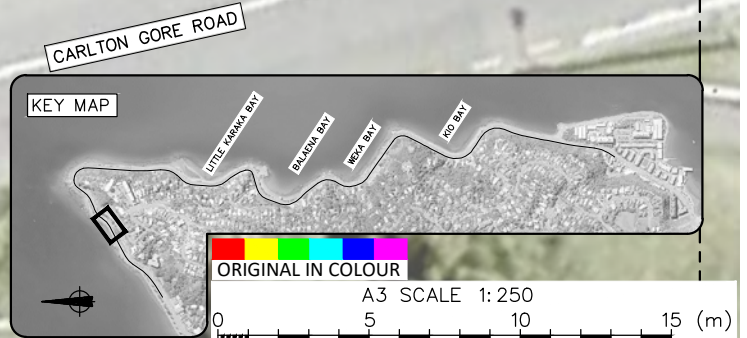 CARLTON GORE ROAD
KEY MAP
LITTLE KARAKA BAY
BALAENA BAY
WEKA BAY
KIO BAY
ORIGINAL IN COLOUR
A3 SCALE 1:250
0 5 10 15 (m)